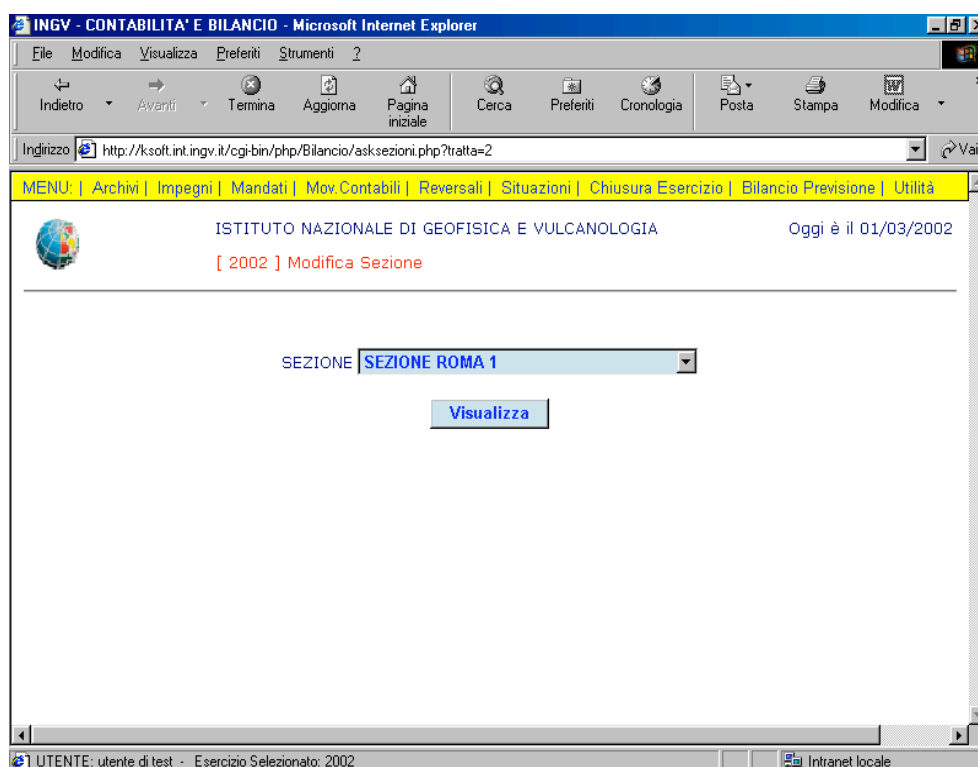 INGV - CONTABILITA' E BILANCIO - Microsoft Internet Explorer
File Modifica Visualizza Preferiti Strumenti ?
Indietro Avanti Termina Aggiorna Pagina iniziale Cerca Preferiti Cronologia Posta Stampa Modifica
Indirizzo http://ksoft.int.ingv.it/cgi-bin/php/Bilancio/asksezioni.php?tratta=2 Vai
MENU: | Archivi | Impegni | Mandati | Mov.Contabili | Reversali | Situazioni | Chiusura Esercizio | Bilancio Previsione | Utilità
ISTITUTO NAZIONALE DI GEOFISICA E VULCANOLOGIA Oggi è il 01/03/2002
[ 2002 ] Modifica Sezione
SEZIONE SEZIONE ROMA 1
Visualizza
UTENTE: utente di test - Esercizio Selezionato: 2002 Intranet locale